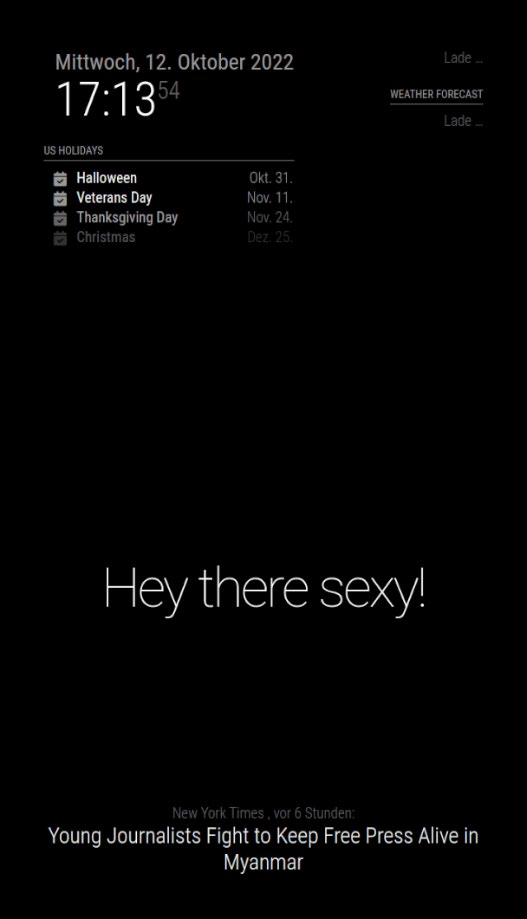 Mittwoch, 12. Oktober 2022
17:13 54
Lade …
WEATHER FORECAST
Lade …
US HOLIDAYS
Halloween Okt. 31.
Veterans Day Nov. 11.
Thanksgiving Day Nov. 24.
Christmas Dez. 25.
Hey there sexy!
New York Times , vor 6 Stunden:
Young Journalists Fight to Keep Free Press Alive in
Myanmar